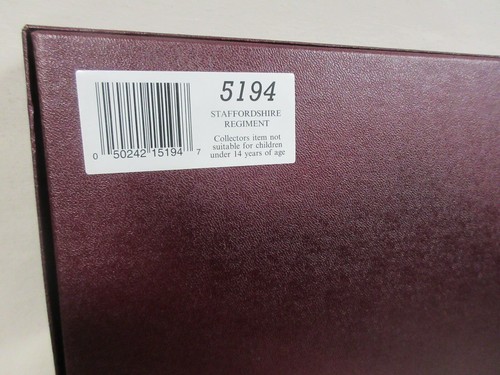 5194
STAFFORDSHIRE
REGIMENT
Collectors item not
suitable for children
under 14 years of age
0 50242 15194 7